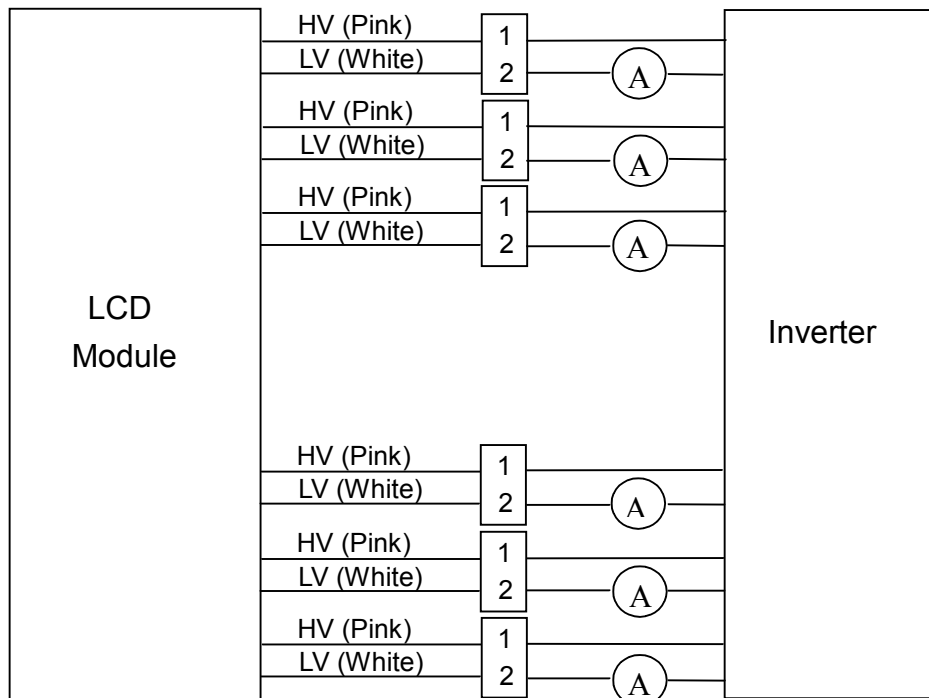 HV (Pink) 1
LV (White) 2 A
HV (Pink) 1
LV (White) 2 A
HV (Pink) 1
LV (White) 2 A
LCD
Module
Inverter
HV (Pink) 1
LV (White) 2 A
HV (Pink) 1
LV (White) 2 A
HV (Pink) 1
LV (White) 2 A